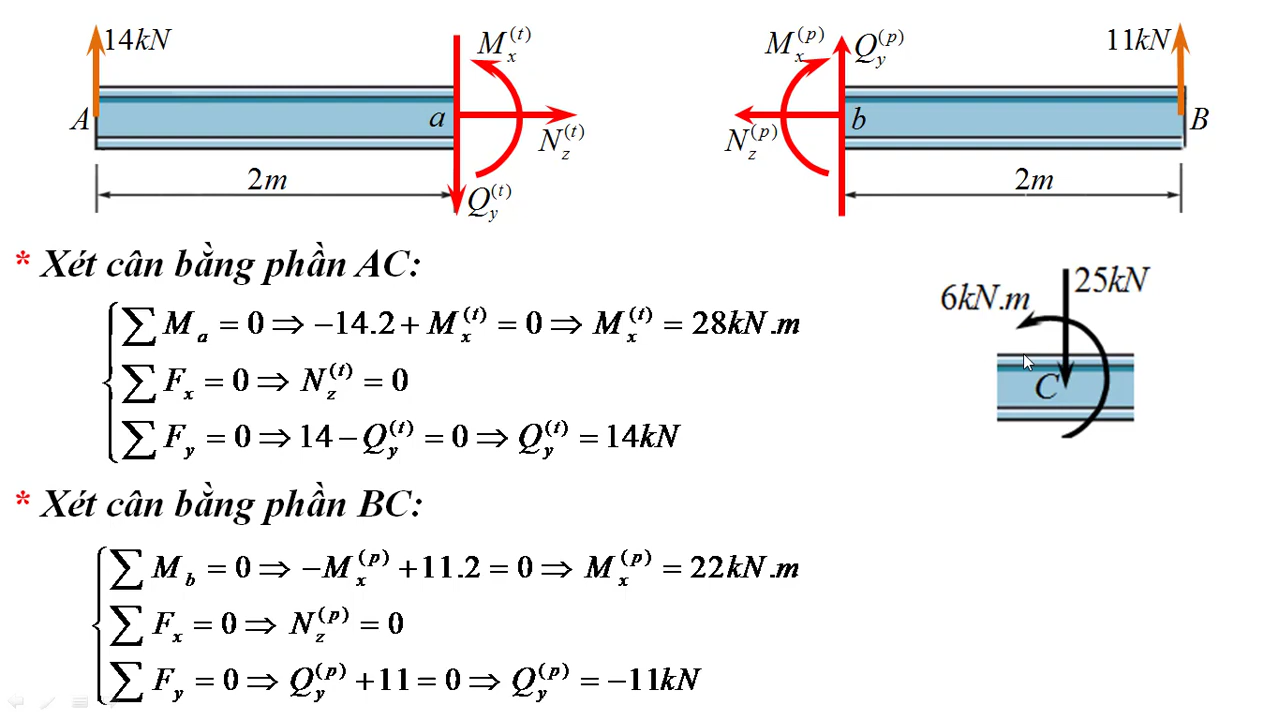 14kN M_x^(t) M_x^(p) Q_y^(p) 11kN
A a N_z^(t) N_z^(p) b B
2m Q_y^(t) 2m
* Xét cân bằng phần AC:
6kN.m 25kN
C
∑M_a = 0 ⇒ −14.2 + M_x^(t) = 0 ⇒ M_x^(t) = 28kN.m
∑F_x = 0 ⇒ N_z^(t) = 0
∑F_y = 0 ⇒ 14 − Q_y^(t) = 0 ⇒ Q_y^(t) = 14kN
* Xét cân bằng phần BC:
∑M_b = 0 ⇒ −M_x^(p) + 11.2 = 0 ⇒ M_x^(p) = 22kN.m
∑F_x = 0 ⇒ N_z^(p) = 0
∑F_y = 0 ⇒ Q_y^(p) + 11 = 0 ⇒ Q_y^(p) = −11kN